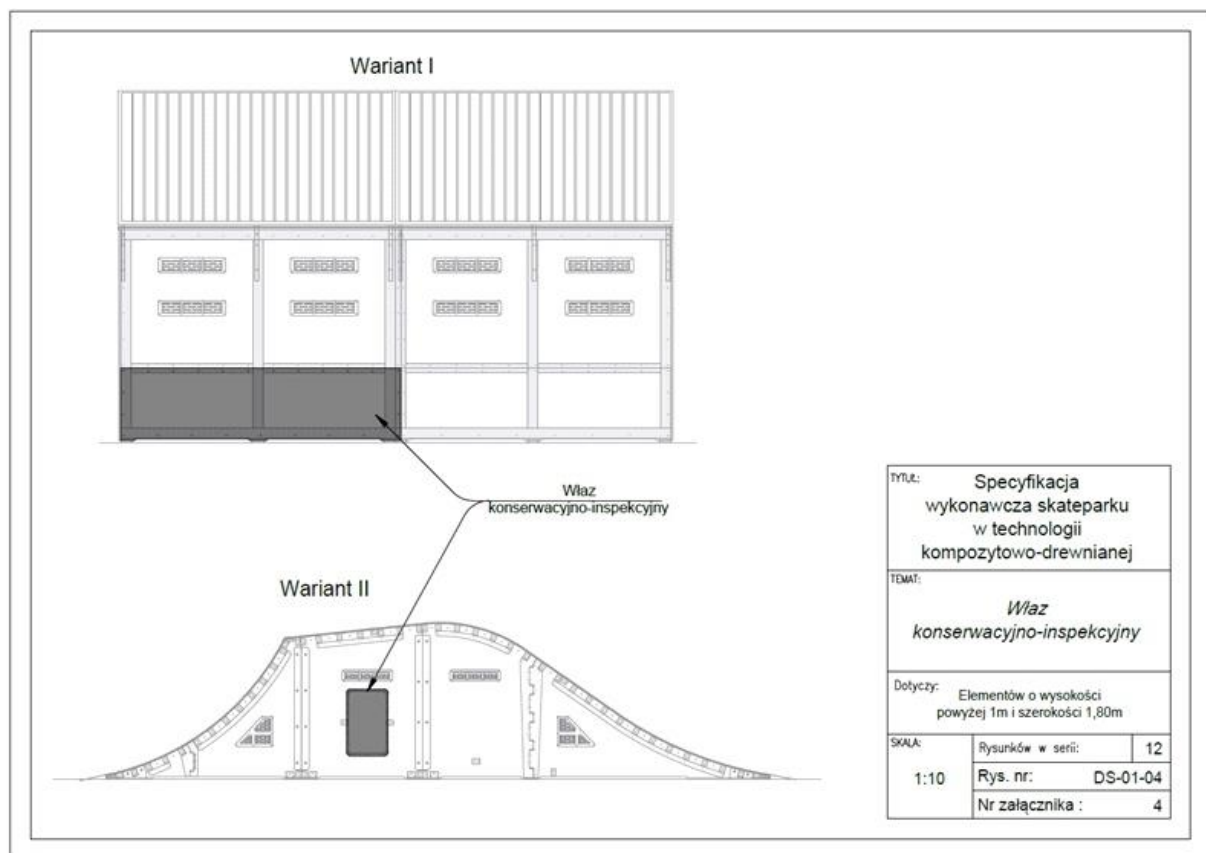 Wariant I
Właz
konserwacyjno-inspekcyjny
Wariant II
TYTUŁ:
Specyfikacja
wykonawcza skateparku
w technologii
kompozytowo-drewnianej
TEMAT:
Właz
konserwacyjno-inspekcyjny
Dotyczy:
Elementów o wysokości
powyżej 1m i szerokości 1,80m
SKALA:
1:10
Rysunków w serii: 12
Rys. nr: DS-01-04
Nr załącznika : 4